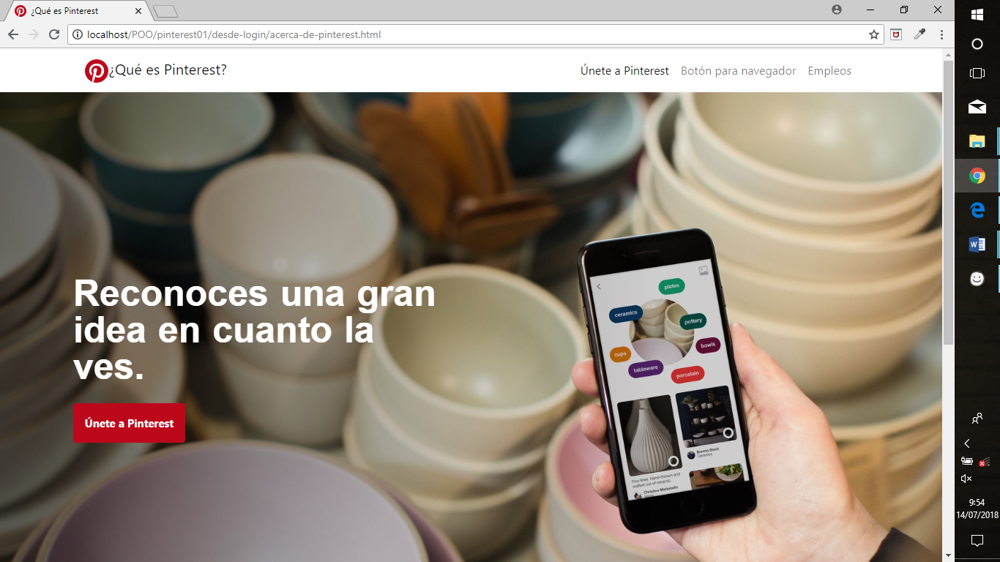 ¿Qué es Pinterest
localhost/POO/pinterest01/desde-login/acerca-de-pinterest.html
¿Qué es Pinterest?
Únete a Pinterest
Botón para navegador
Empleos
Reconoces una gran
idea en cuanto la
ves.
Únete a Pinterest
plates
ceramics
pottery
bowls
cups
tableware
porcelain
Brenna Black
Ceramics
Fine lines. Hand-thrown and
crafted out of ceramic.
Christina Markatello
9:54
14/07/2018